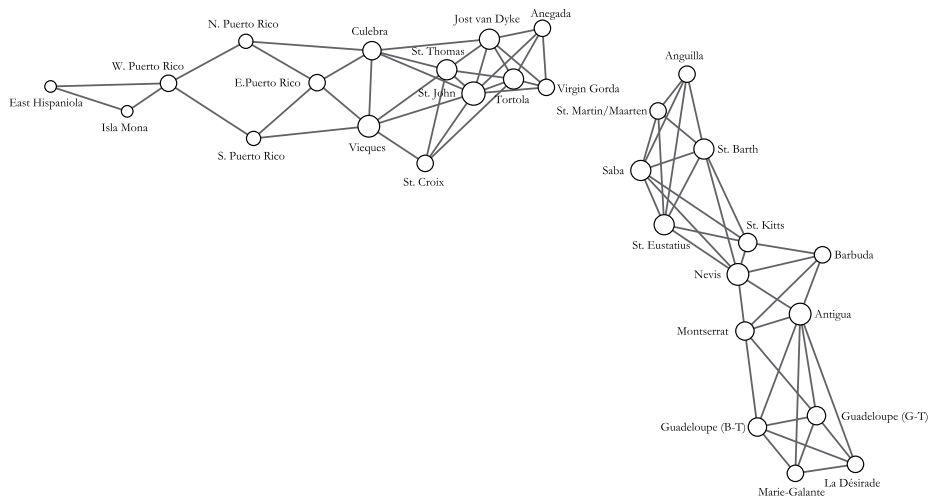 Jost van Dyke
Anegada
N. Puerto Rico
Culebra
St. Thomas
W. Puerto Rico
E.Puerto Rico
St. John
Tortola
Virgin Gorda
East Hispaniola
Isla Mona
S. Puerto Rico
Vieques
St. Croix
Anguilla
St. Martin/Maarten
St. Barth
Saba
St. Kitts
St. Eustatius
Barbuda
Nevis
Antigua
Montserrat
Guadeloupe (G-T)
Guadeloupe (B-T)
La Désirade
Marie-Galante